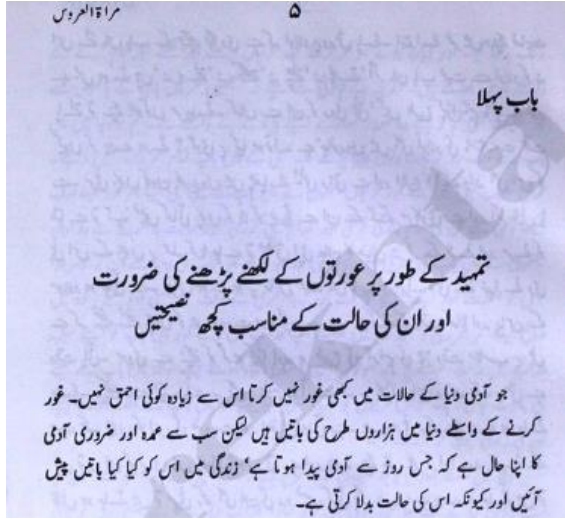 مراۃ العروس
۵
باب پہلا
تمہید کے طور پر عورتوں کے لکھنے پڑھنے کی ضرورت
اور ان کی حالت کے مناسب کچھ نصیحتیں
جو آدمی دنیا کے حالات میں کبھی غور نہیں کرتا اس سے زیادہ کوئی احمق نہیں۔ غور
کرنے کے واسطے دنیا میں ہزاروں طرح کی باتیں ہیں لیکن سب سے عمدہ اور ضروری آدمی
کا اپنا حال ہے کہ جس روز سے آدمی پیدا ہوتا ہے‘ زندگی میں اس کو کیا کیا باتیں پیش
آئیں اور کیونکہ اس کی حالت بدلا کرتی ہے۔